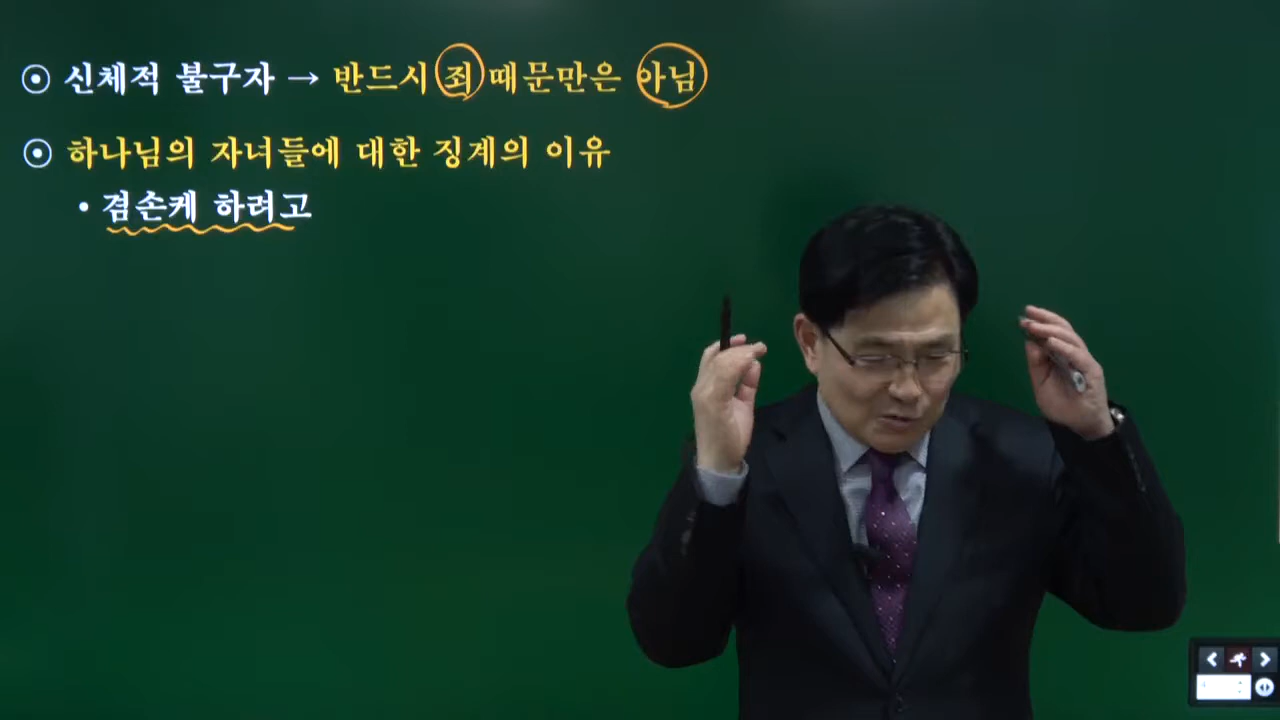 ⊙ 신체적 불구자 → 반드시 죄 때문만은 아님
⊙ 하나님의 자녀들에 대한 징계의 이유
• 겸손케 하려고